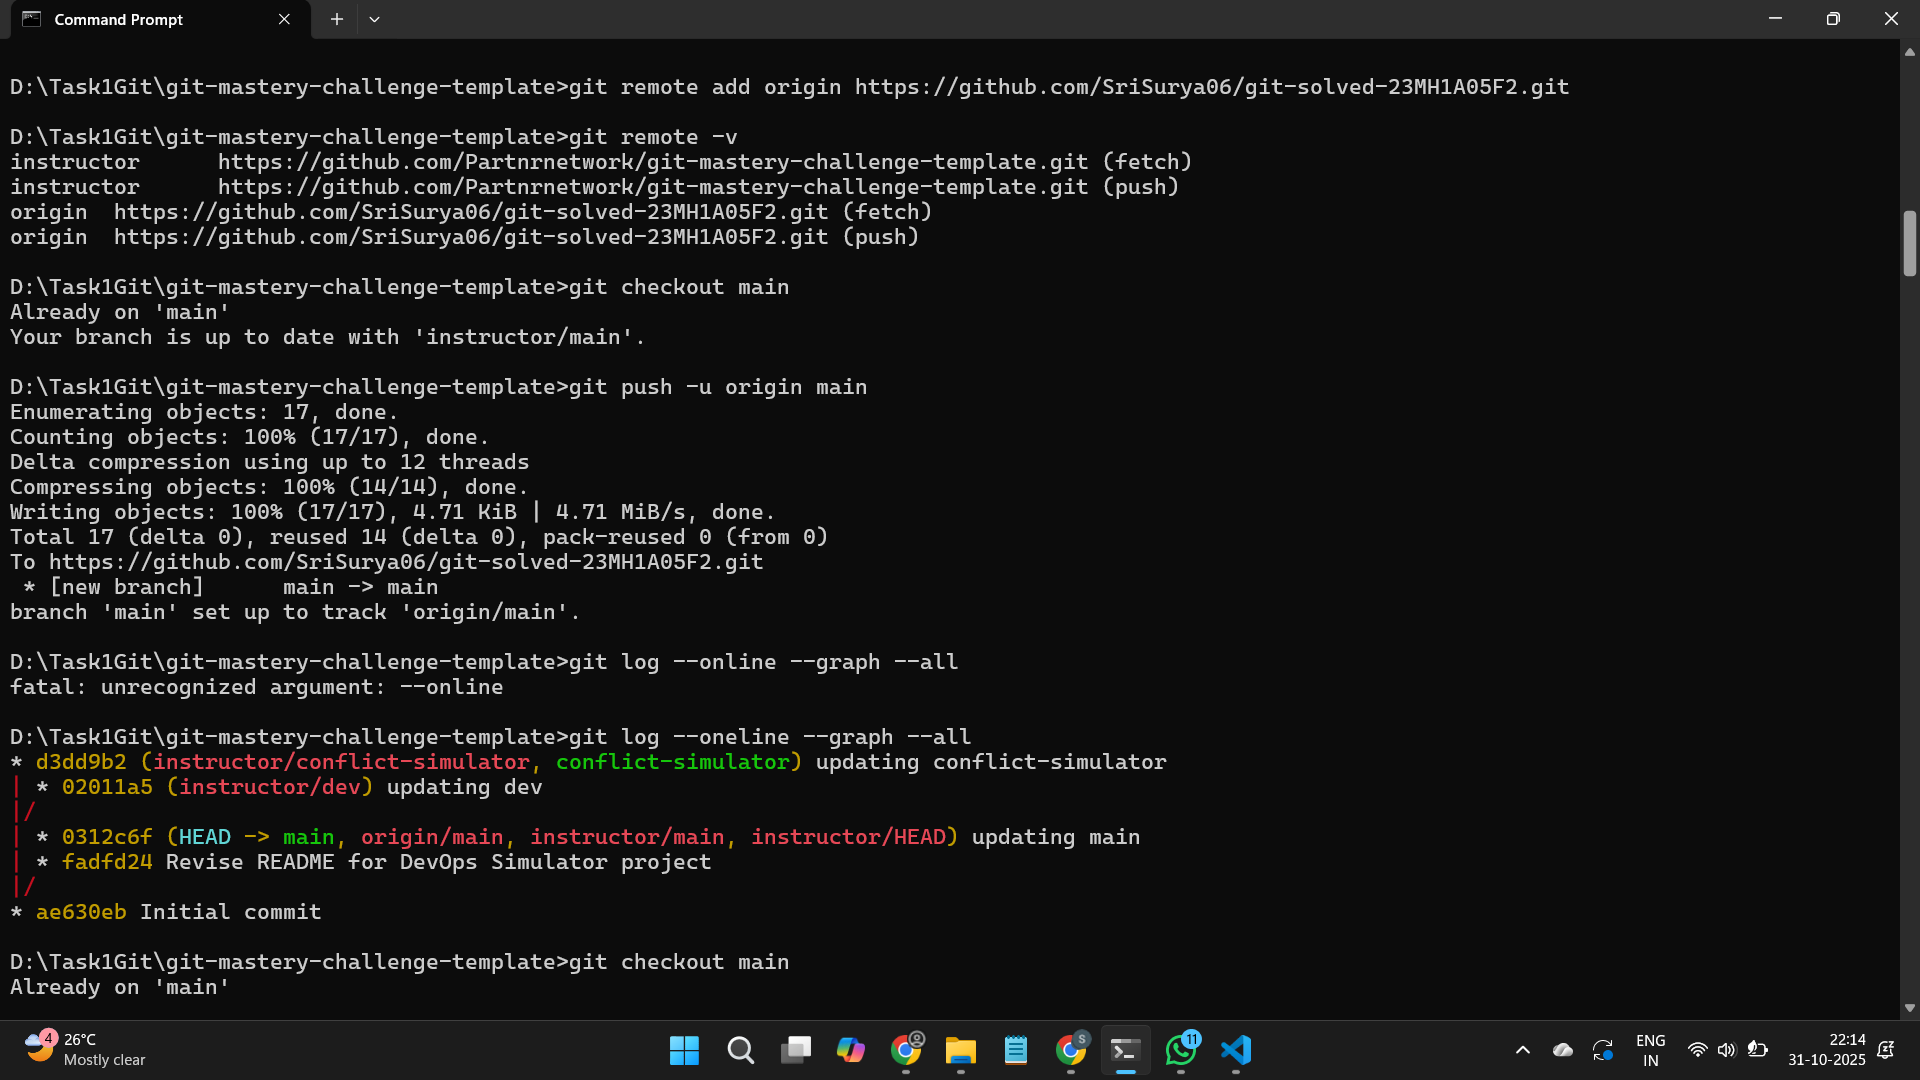 Command Prompt
D:\Task1Git\git-mastery-challenge-template>git remote add origin https://github.com/SriSurya06/git-solved-23MH1A05F2.git
D:\Task1Git\git-mastery-challenge-template>git remote -v
instructor      https://github.com/Partnrnetwork/git-mastery-challenge-template.git (fetch)
instructor      https://github.com/Partnrnetwork/git-mastery-challenge-template.git (push)
origin  https://github.com/SriSurya06/git-solved-23MH1A05F2.git (fetch)
origin  https://github.com/SriSurya06/git-solved-23MH1A05F2.git (push)
D:\Task1Git\git-mastery-challenge-template>git checkout main
Already on 'main'
Your branch is up to date with 'instructor/main'.
D:\Task1Git\git-mastery-challenge-template>git push -u origin main
Enumerating objects: 17, done.
Counting objects: 100% (17/17), done.
Delta compression using up to 12 threads
Compressing objects: 100% (14/14), done.
Writing objects: 100% (17/17), 4.71 KiB | 4.71 MiB/s, done.
Total 17 (delta 0), reused 14 (delta 0), pack-reused 0 (from 0)
To https://github.com/SriSurya06/git-solved-23MH1A05F2.git
 * [new branch]      main -> main
branch 'main' set up to track 'origin/main'.
D:\Task1Git\git-mastery-challenge-template>git log --online --graph --all
fatal: unrecognized argument: --online
D:\Task1Git\git-mastery-challenge-template>git log --oneline --graph --all
* d3dd9b2 (instructor/conflict-simulator, conflict-simulator) updating conflict-simulator
| * 02011a5 (instructor/dev) updating dev
|/
| * 0312c6f (HEAD -> main, origin/main, instructor/main, instructor/HEAD) updating main
| * fadfd24 Revise README for DevOps Simulator project
|/
* ae630eb Initial commit
D:\Task1Git\git-mastery-challenge-template>git checkout main
Already on 'main'
4
26°C
Mostly clear
S
11
ENG
IN
22:14
31-10-2025